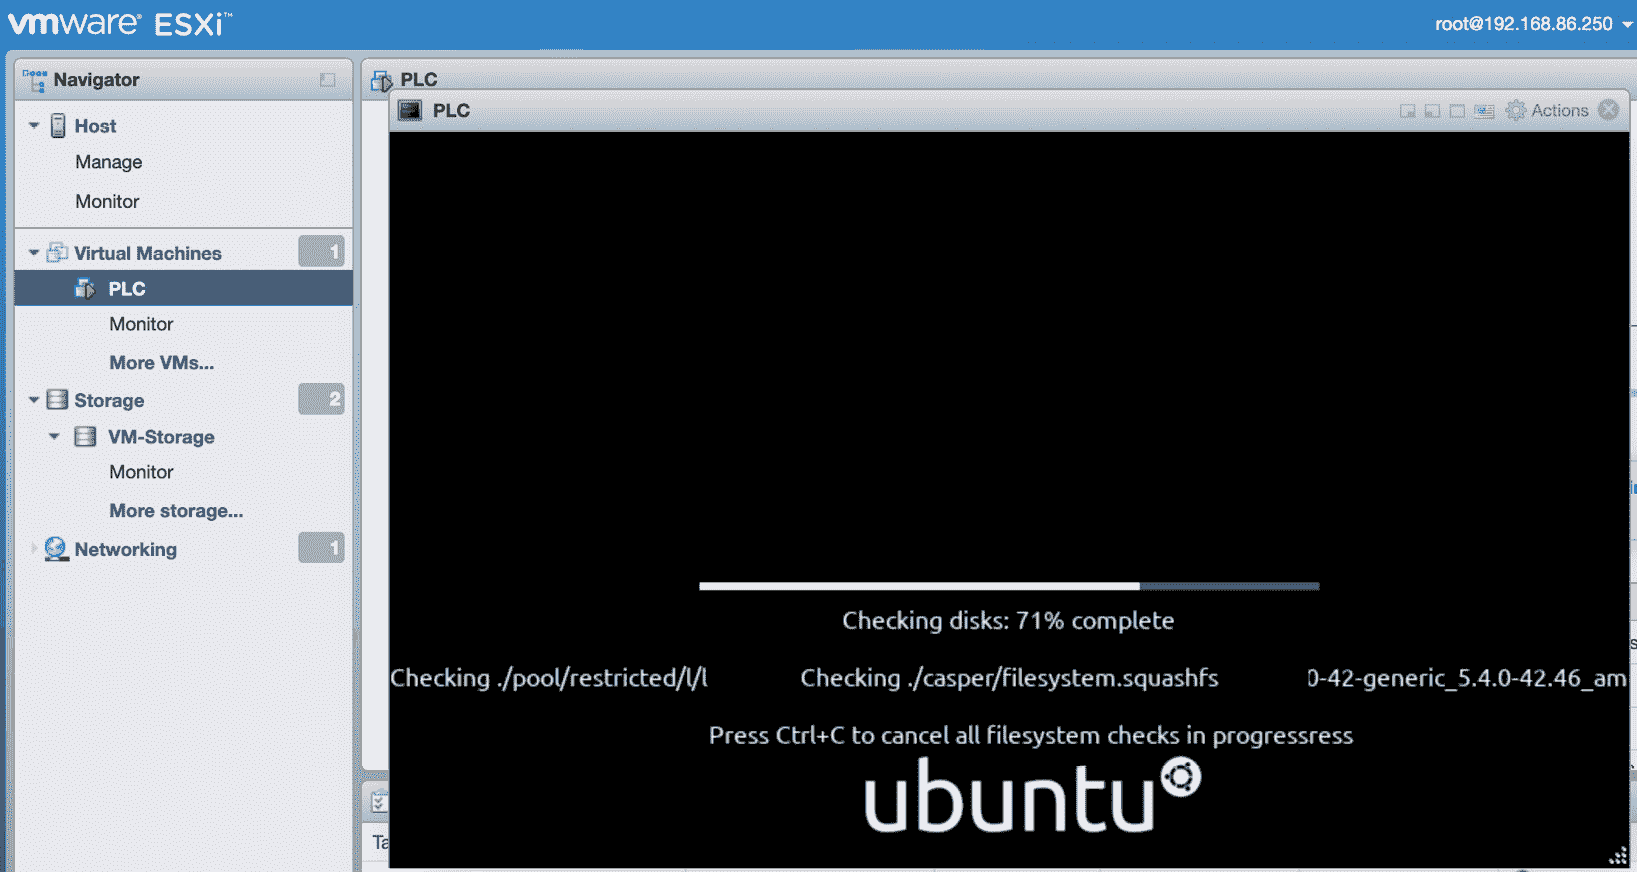 vmware® ESXi™
root@192.168.86.250
Navigator
Host
Manage
Monitor
Virtual Machines 1
PLC
Monitor
More VMs...
Storage 2
VM-Storage
Monitor
More storage...
Networking 1
PLC
PLC
Actions
Checking disks: 71% complete
Checking ./pool/restricted/l/l Checking ./casper/filesystem.squashfs 0-42-generic_5.4.0-42.46_am
Press Ctrl+C to cancel all filesystem checks in progressress
ubuntu
Ta